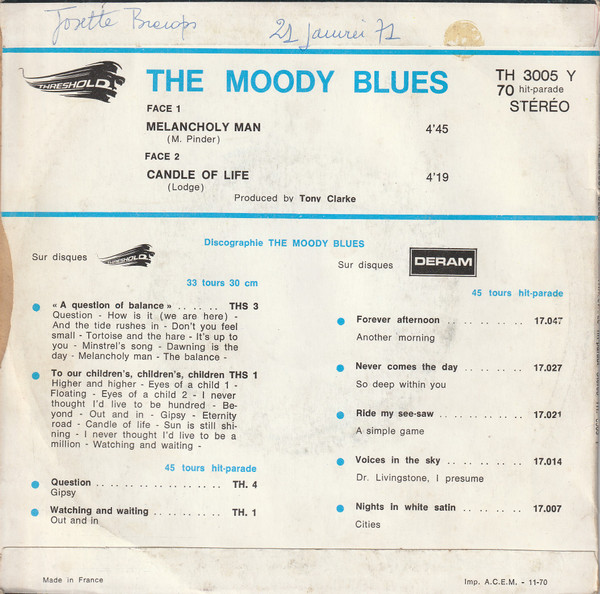 Josette
21 janvier 71
THRESHOLD
THE MOODY BLUES
TH 3005 Y
70 hit-parade
STÉRÉO
FACE 1
MELANCHOLY MAN 4'45
(M. Pinder)
FACE 2
CANDLE OF LIFE 4'19
(Lodge)
Produced by Tony Clarke
Discographie THE MOODY BLUES
Sur disques THRESHOLD
33 tours 30 cm
« A question of balance » . . . . . . THS 3
Question - How is it (we are here) -
And the tide rushes in - Don't you feel
small - Tortoise and the hare - It's up to
you - Minstrel's song - Dawning is the
day - Melancholy man - The balance -
To our children's, children's, children THS 1
Higher and higher - Eyes of a child 1 -
Floating - Eyes of a child 2 - I never
thought I'd live to be hundred - Be-
yond - Out and in - Gipsy - Eternity
road - Candle of life - Sun is still shi-
ning - I never thought I'd live to be a
million - Watching and waiting -
45 tours hit-parade
Question . . . . . . . . . . . . . . . . TH. 4
Gipsy
Watching and waiting . . . . . . . . TH. 1
Out and in
Sur disques DERAM
45 tours hit-parade
Forever afternoon . . . . . . . . . 17.047
Another morning
Never comes the day . . . . . . . . 17.027
So deep within you
Ride my see-saw . . . . . . . . . . 17.021
A simple game
Voices in the sky . . . . . . . . . 17.014
Dr. Livingstone, I presume
Nights in white satin . . . . . . . 17.007
Cities
Made in France
Imp. A.C.E.M. - 11-70